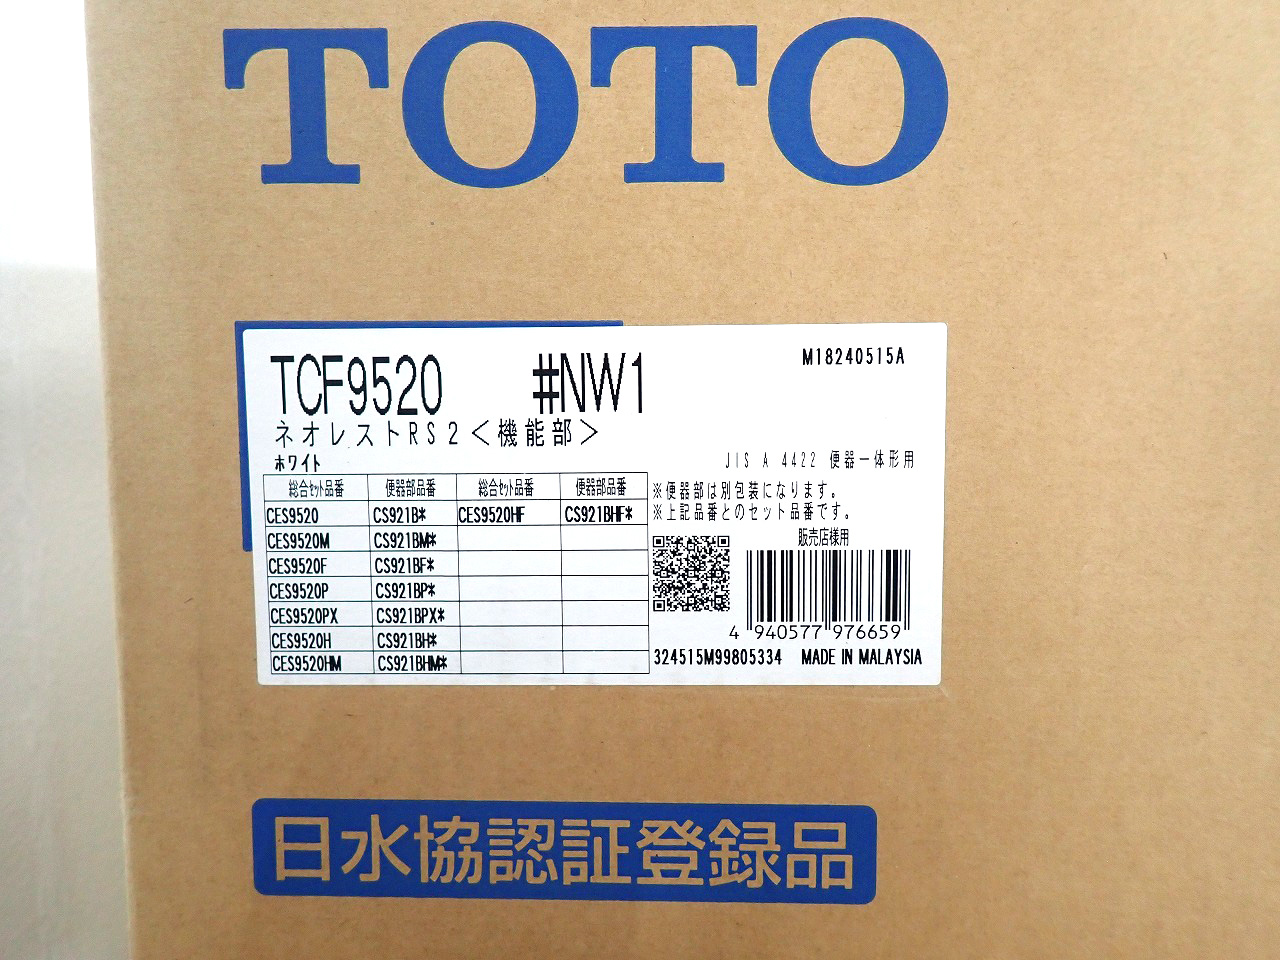 TOTO
TCF9520 #NW1
M18240515A
ネオレストRS2<機能部>
ホワイト
JIS A 4422 便器一体形用
総合セット品番 便器部品番 総合セット品番 便器部品番
CES9520 CS921B* CES9520HF CS921BHF*
CES9520M CS921BM*
CES9520F CS921BF*
CES9520P CS921BP*
CES9520PX CS921BPX*
CES9520H CS921BH*
CES9520HM CS921BHM*
※便器部は別包装になります。
※上記品番とのセット品番です。
販売店様用
4 940577 976659
324515M99805334 MADE IN MALAYSIA
日水協認証登録品